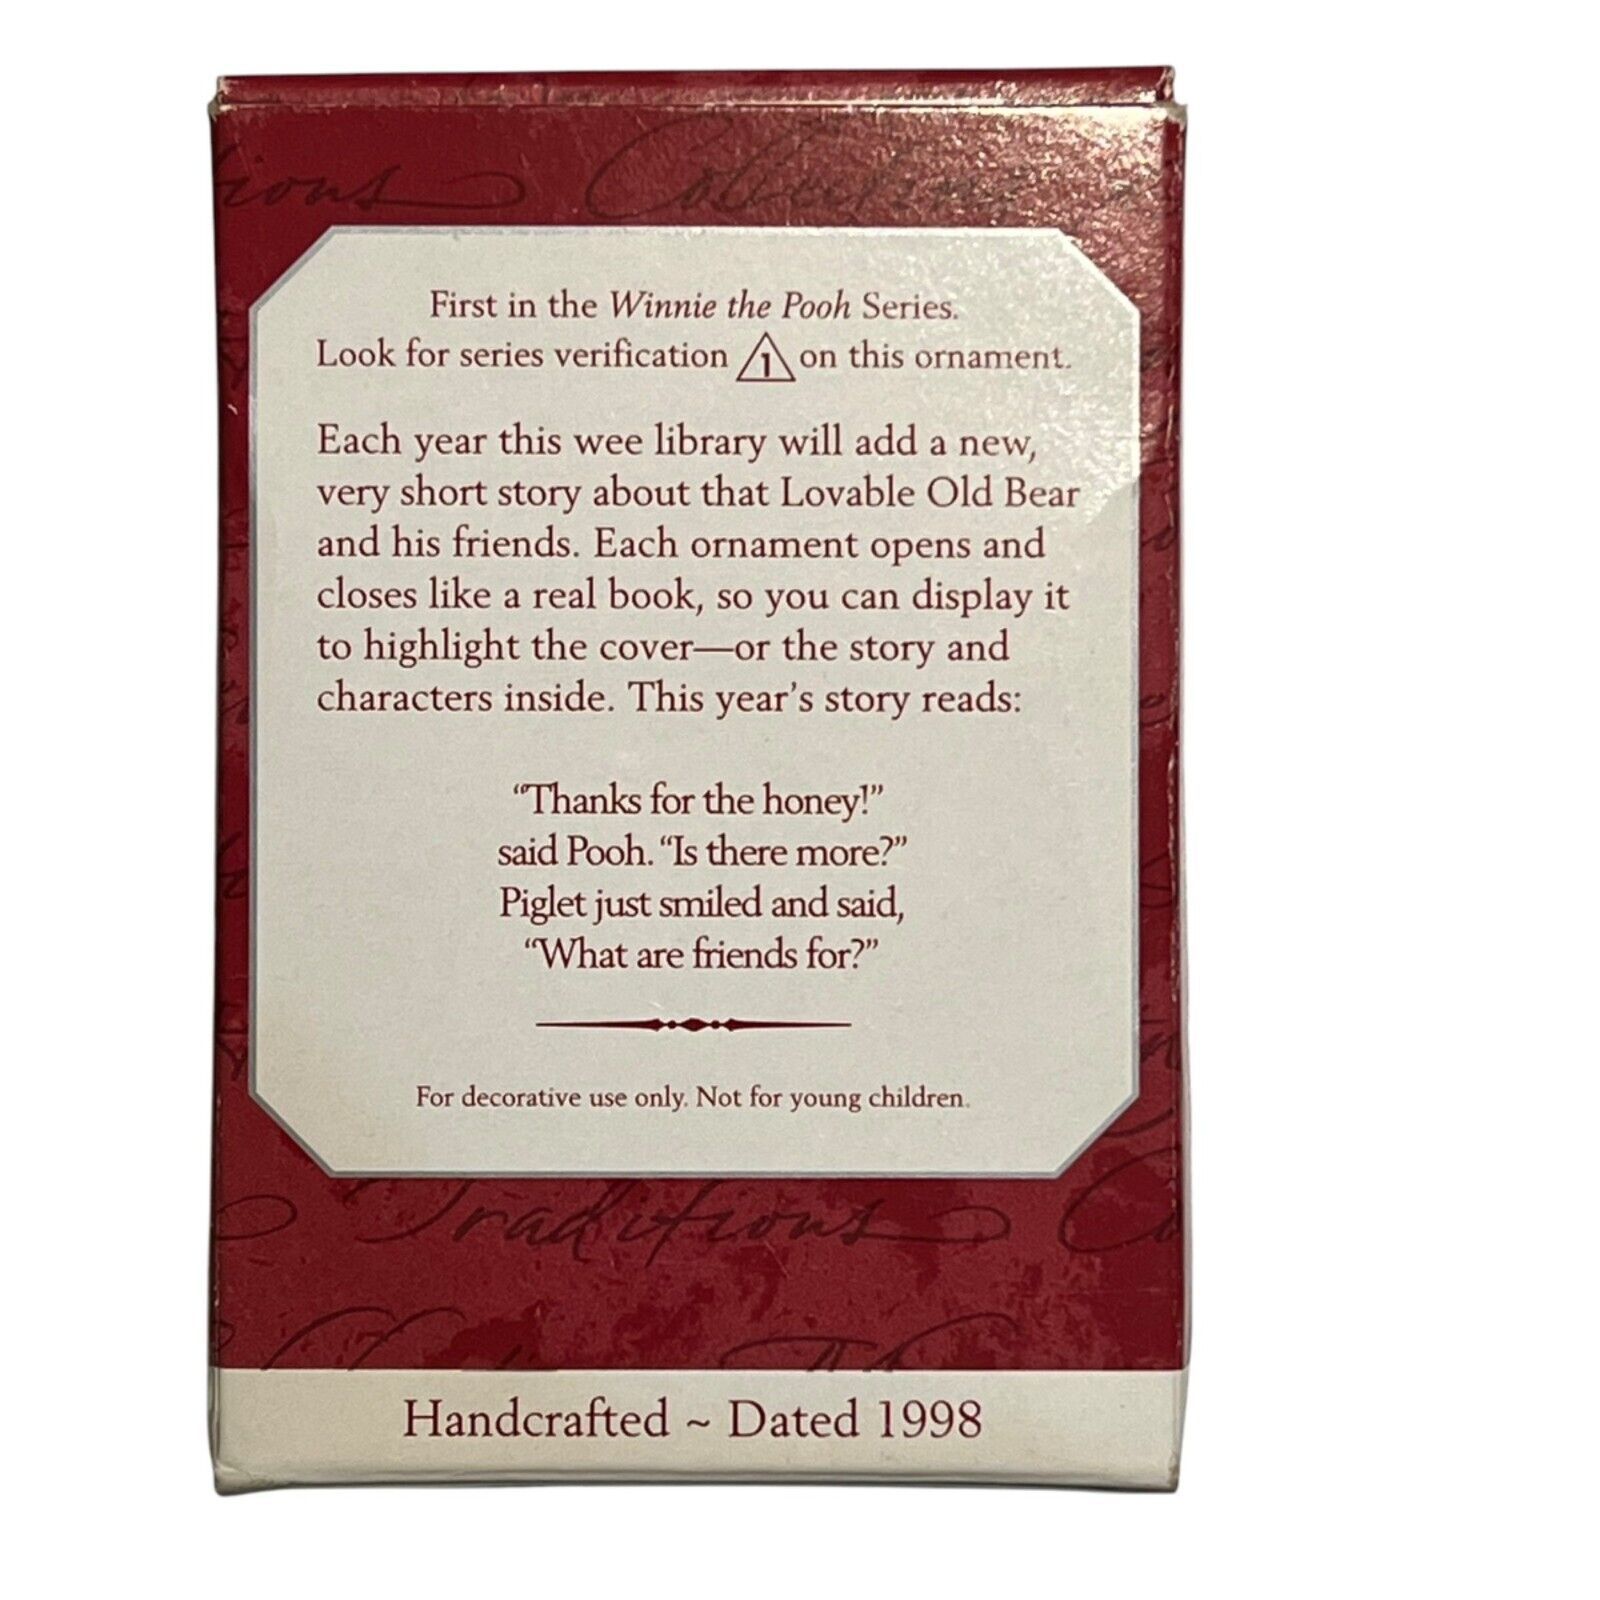 ions Collecting
First in the Winnie the Pooh Series.
Look for series verification 1 on this ornament.
Each year this wee library will add a new,
very short story about that Lovable Old Bear
and his friends. Each ornament opens and
closes like a real book, so you can display it
to highlight the cover—or the story and
characters inside. This year's story reads:
“Thanks for the honey!”
said Pooh. “Is there more?”
Piglet just smiled and said,
“What are friends for?”
For decorative use only. Not for young children.
Traditions Co
Handcrafted ~ Dated 1998